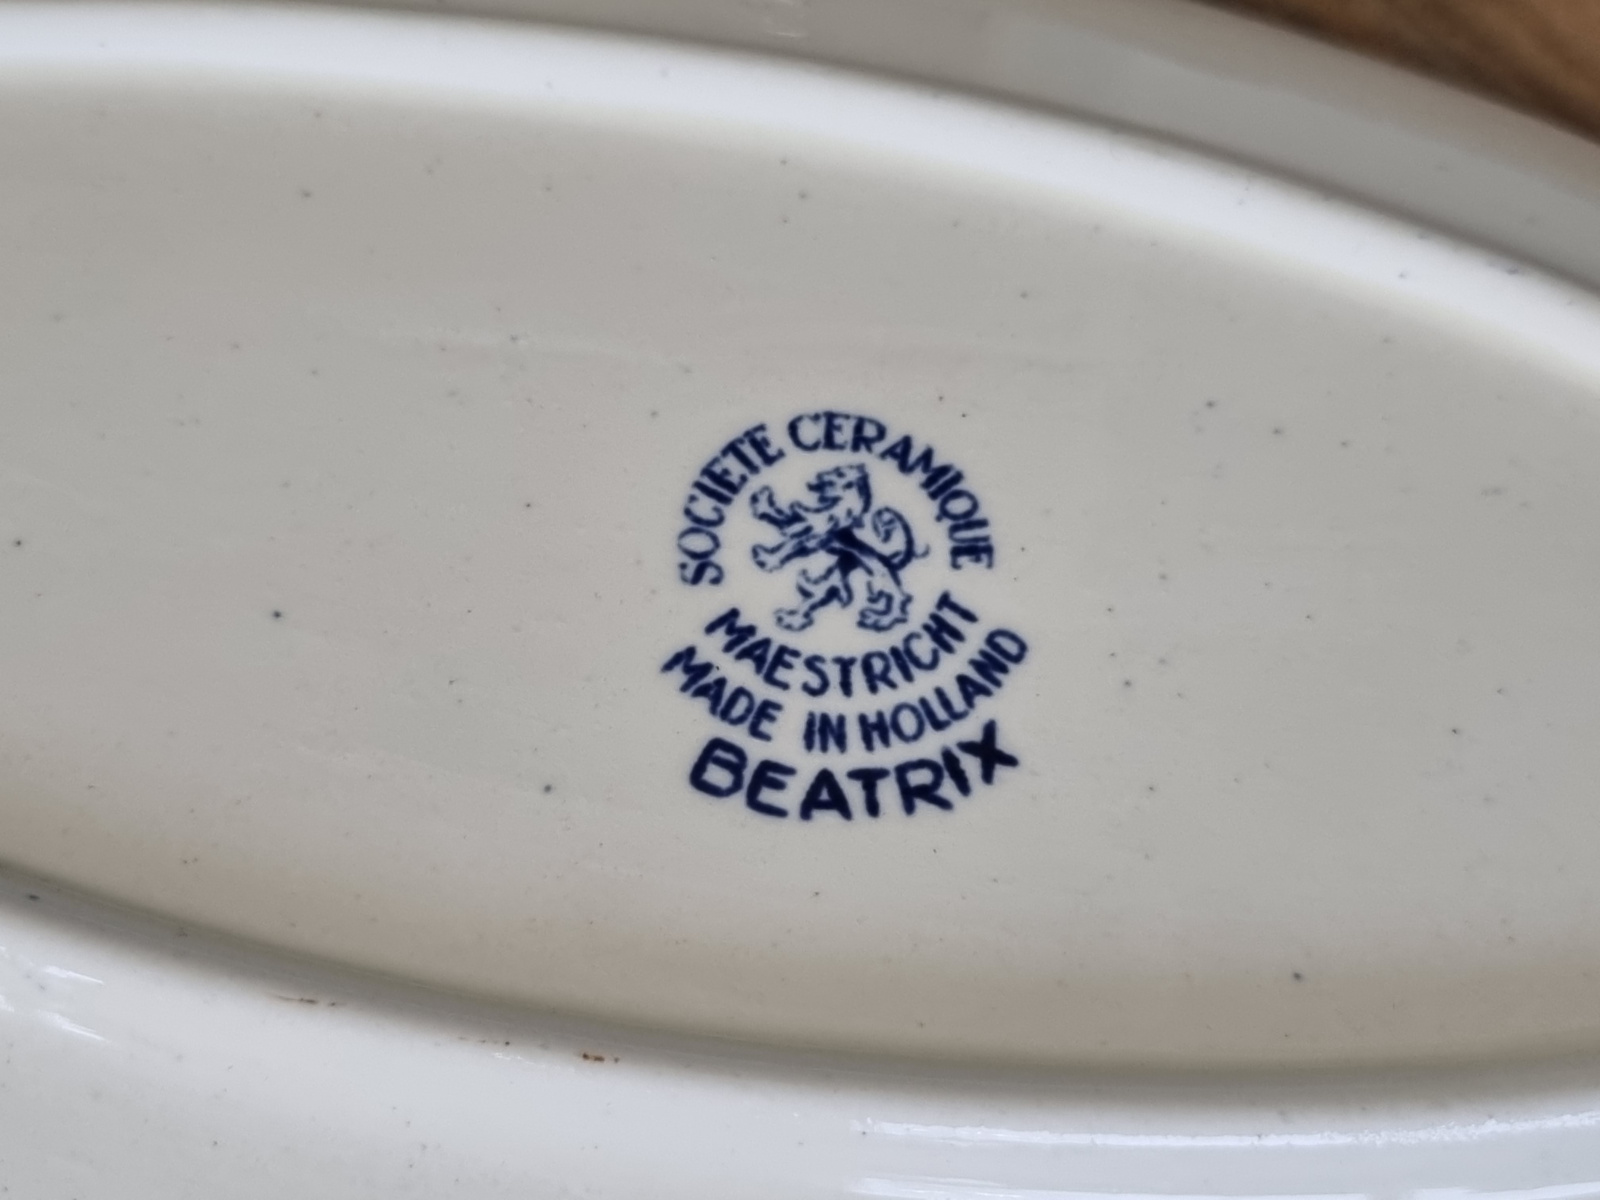 SOCIETE CERAMIQUE
MAESTRICHT
MADE IN HOLLAND
BEATRIX